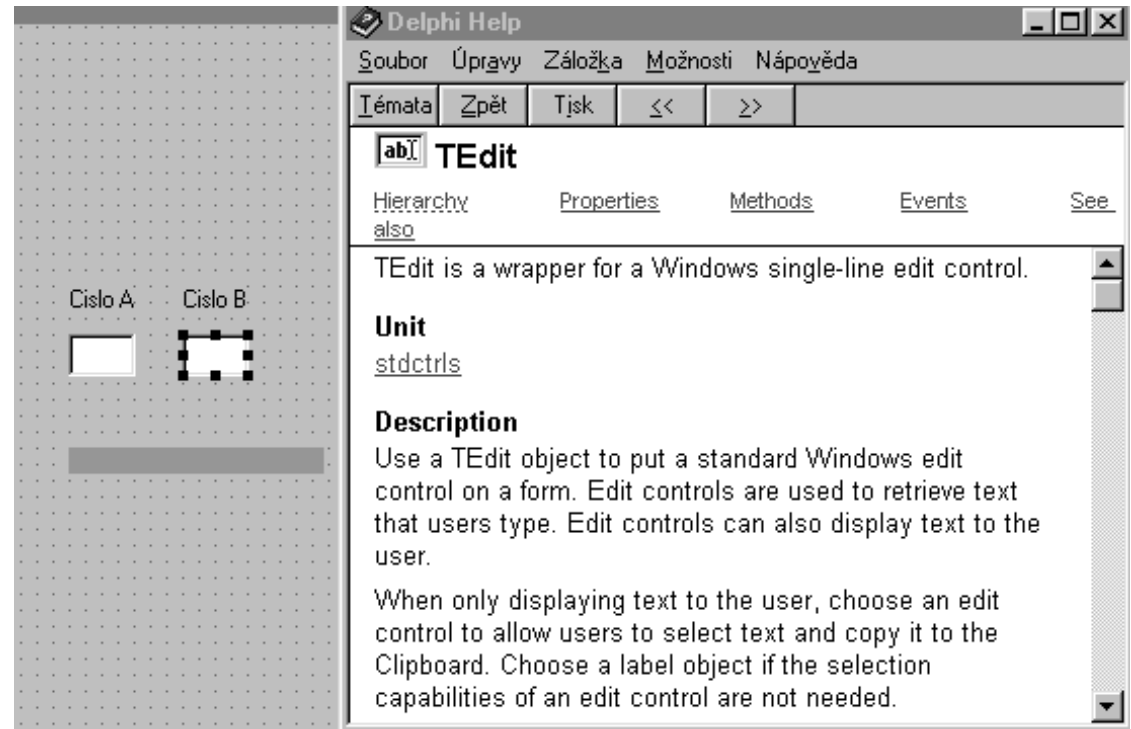 Cislo A Cislo B
Delphi Help
Soubor Úpravy Záložka Možnosti Nápověda
Témata Zpět Tisk << >>
ab TEdit
Hierarchy Properties Methods Events See
also
TEdit is a wrapper for a Windows single-line edit control.
Unit
stdctrls
Description
Use a TEdit object to put a standard Windows edit
control on a form. Edit controls are used to retrieve text
that users type. Edit controls can also display text to the
user.
When only displaying text to the user, choose an edit
control to allow users to select text and copy it to the
Clipboard. Choose a label object if the selection
capabilities of an edit control are not needed.